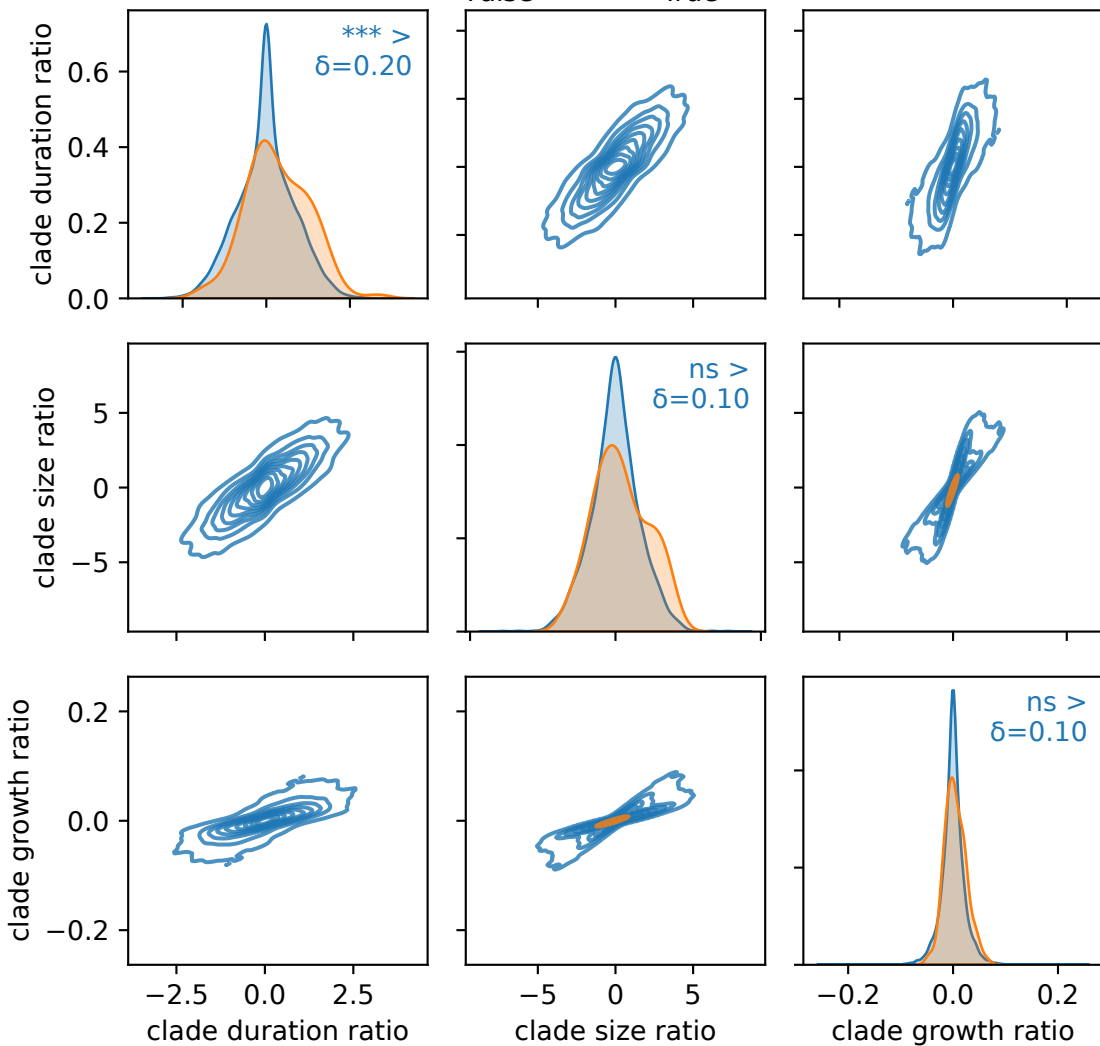 clade duration ratio
0.6
0.4
0.2
0.0
*** >
δ=0.20
clade size ratio
5
0
−5
ns >
δ=0.10
clade growth ratio
0.2
0.0
−0.2
ns >
δ=0.10
−2.5 0.0 2.5
−5 0 5
−0.2 0.0 0.2
clade duration ratio
clade size ratio
clade growth ratio